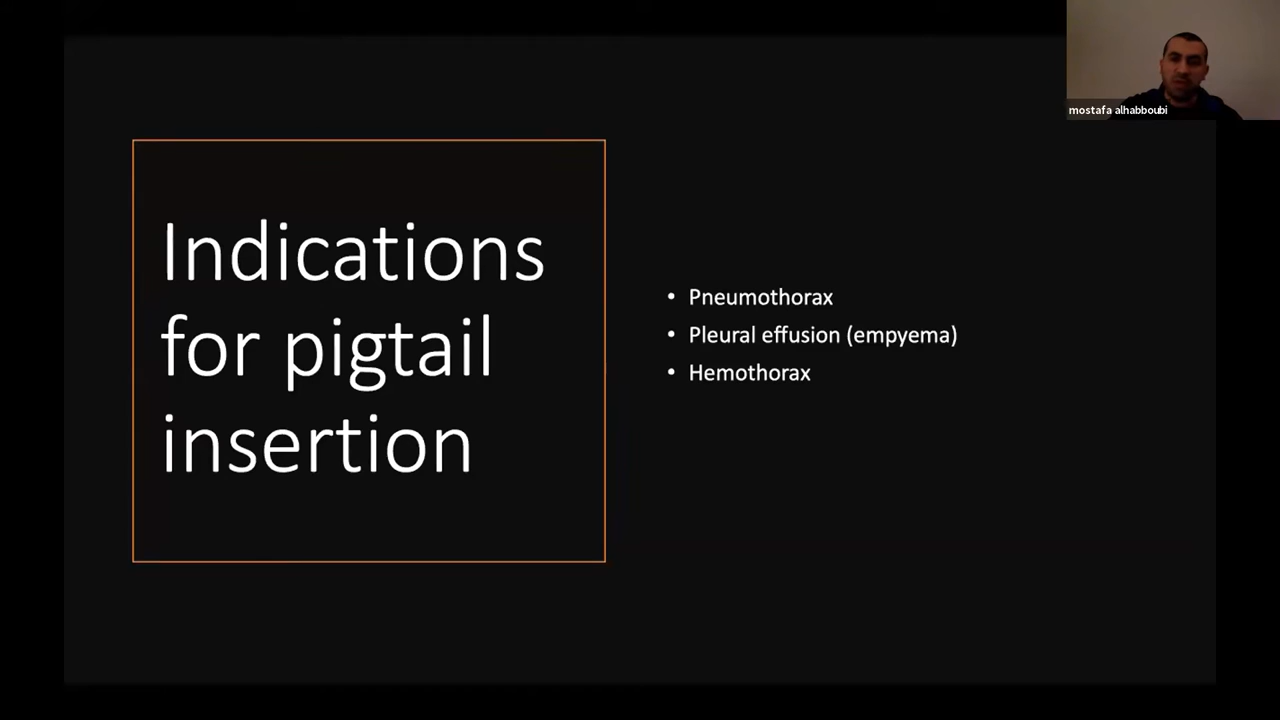 mostafa alhabboubi
Indications
for pigtail
insertion
• Pneumothorax
• Pleural effusion (empyema)
• Hemothorax